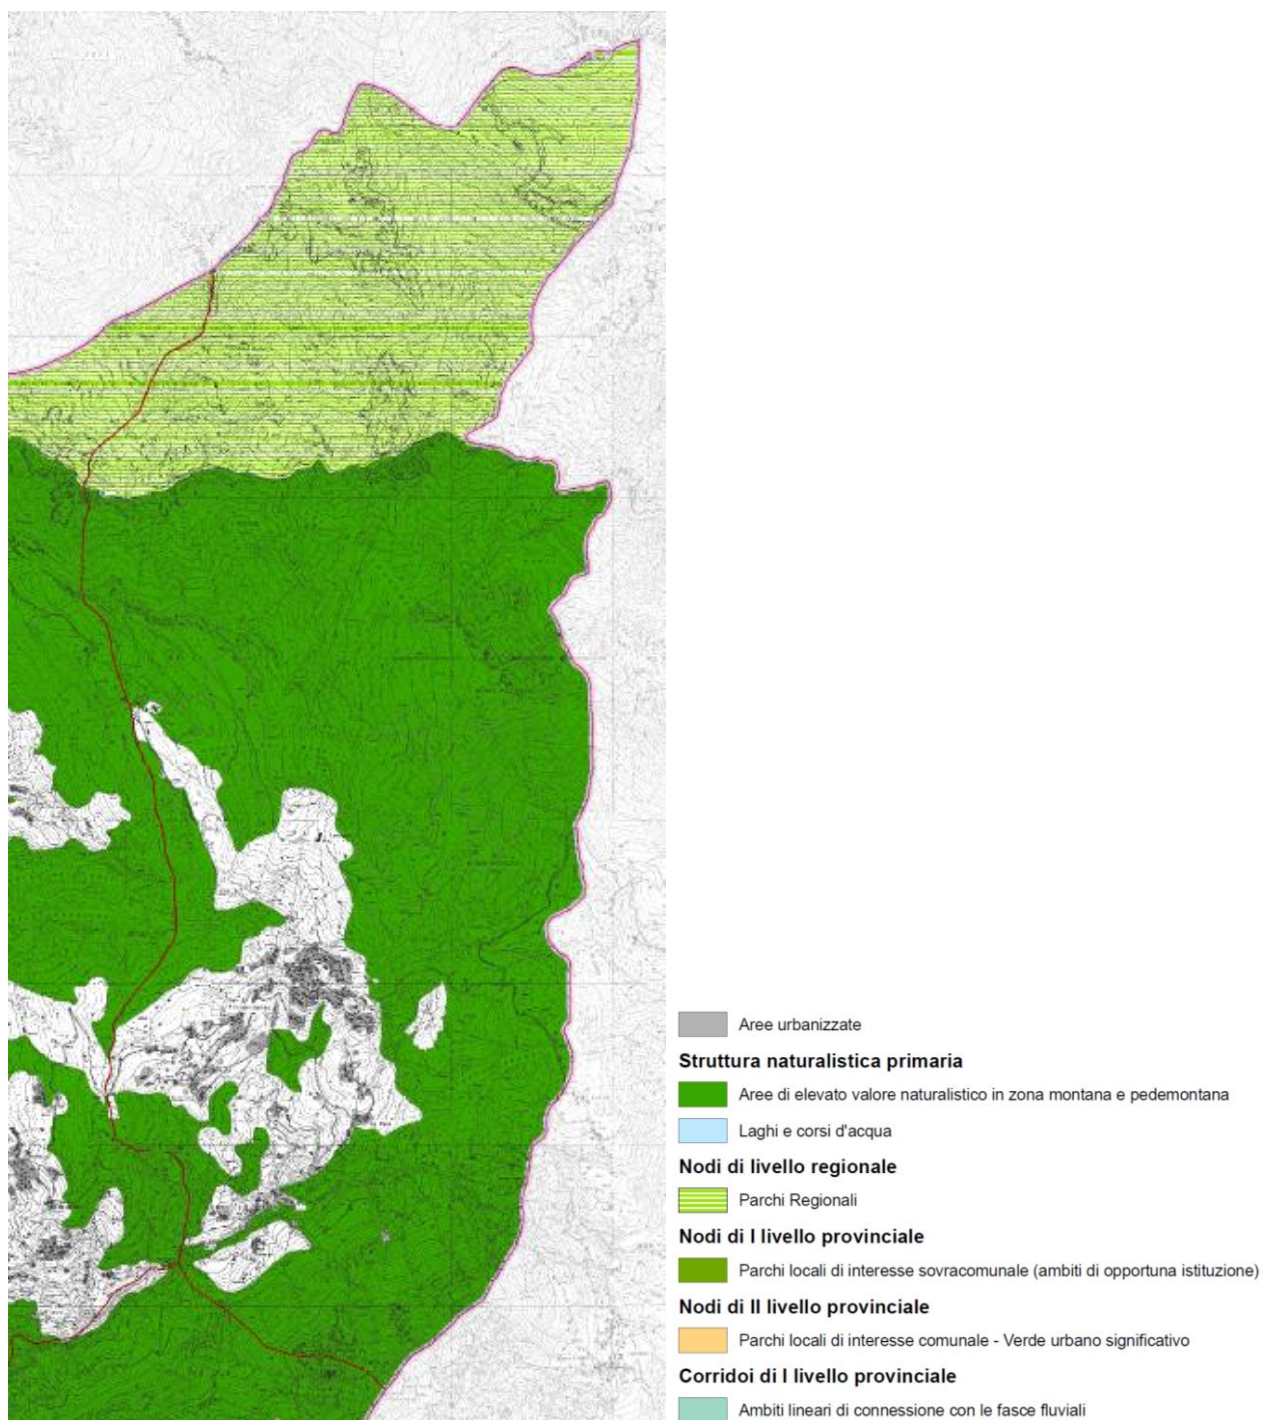 Aree urbanizzate
Struttura naturalistica primaria
Aree di elevato valore naturalistico in zona montana e pedemontana
Laghi e corsi d'acqua
Nodi di livello regionale
Parchi Regionali
Nodi di I livello provinciale
Parchi locali di interesse sovracomunale (ambiti di opportuna istituzione)
Nodi di II livello provinciale
Parchi locali di interesse comunale - Verde urbano significativo
Corridoi di I livello provinciale
Ambiti lineari di connessione con le fasce fluviali